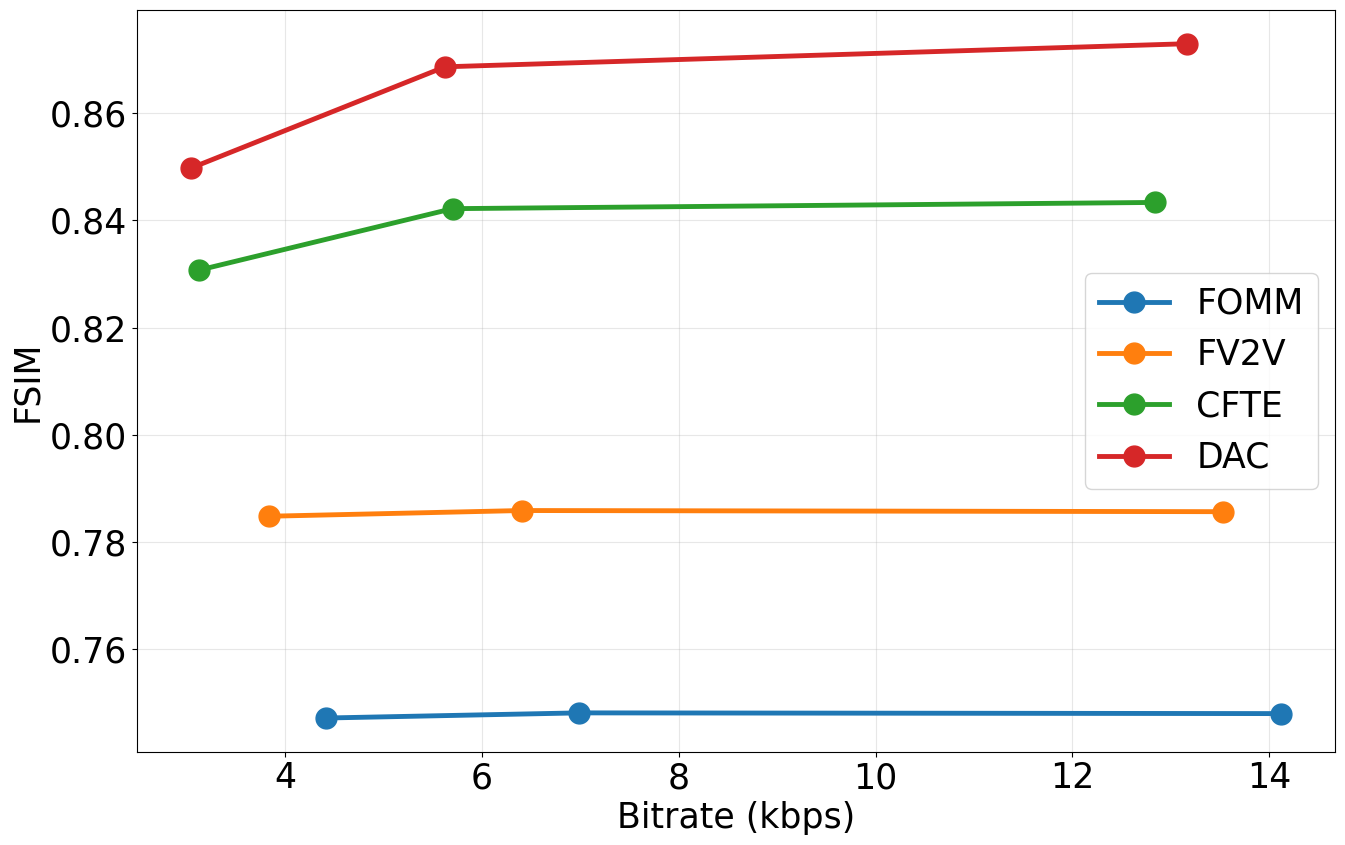 0.86
0.84
0.82
0.80
0.78
0.76
FSIM
FOMM
FV2V
CFTE
DAC
4 6 8 10 12 14
Bitrate (kbps)